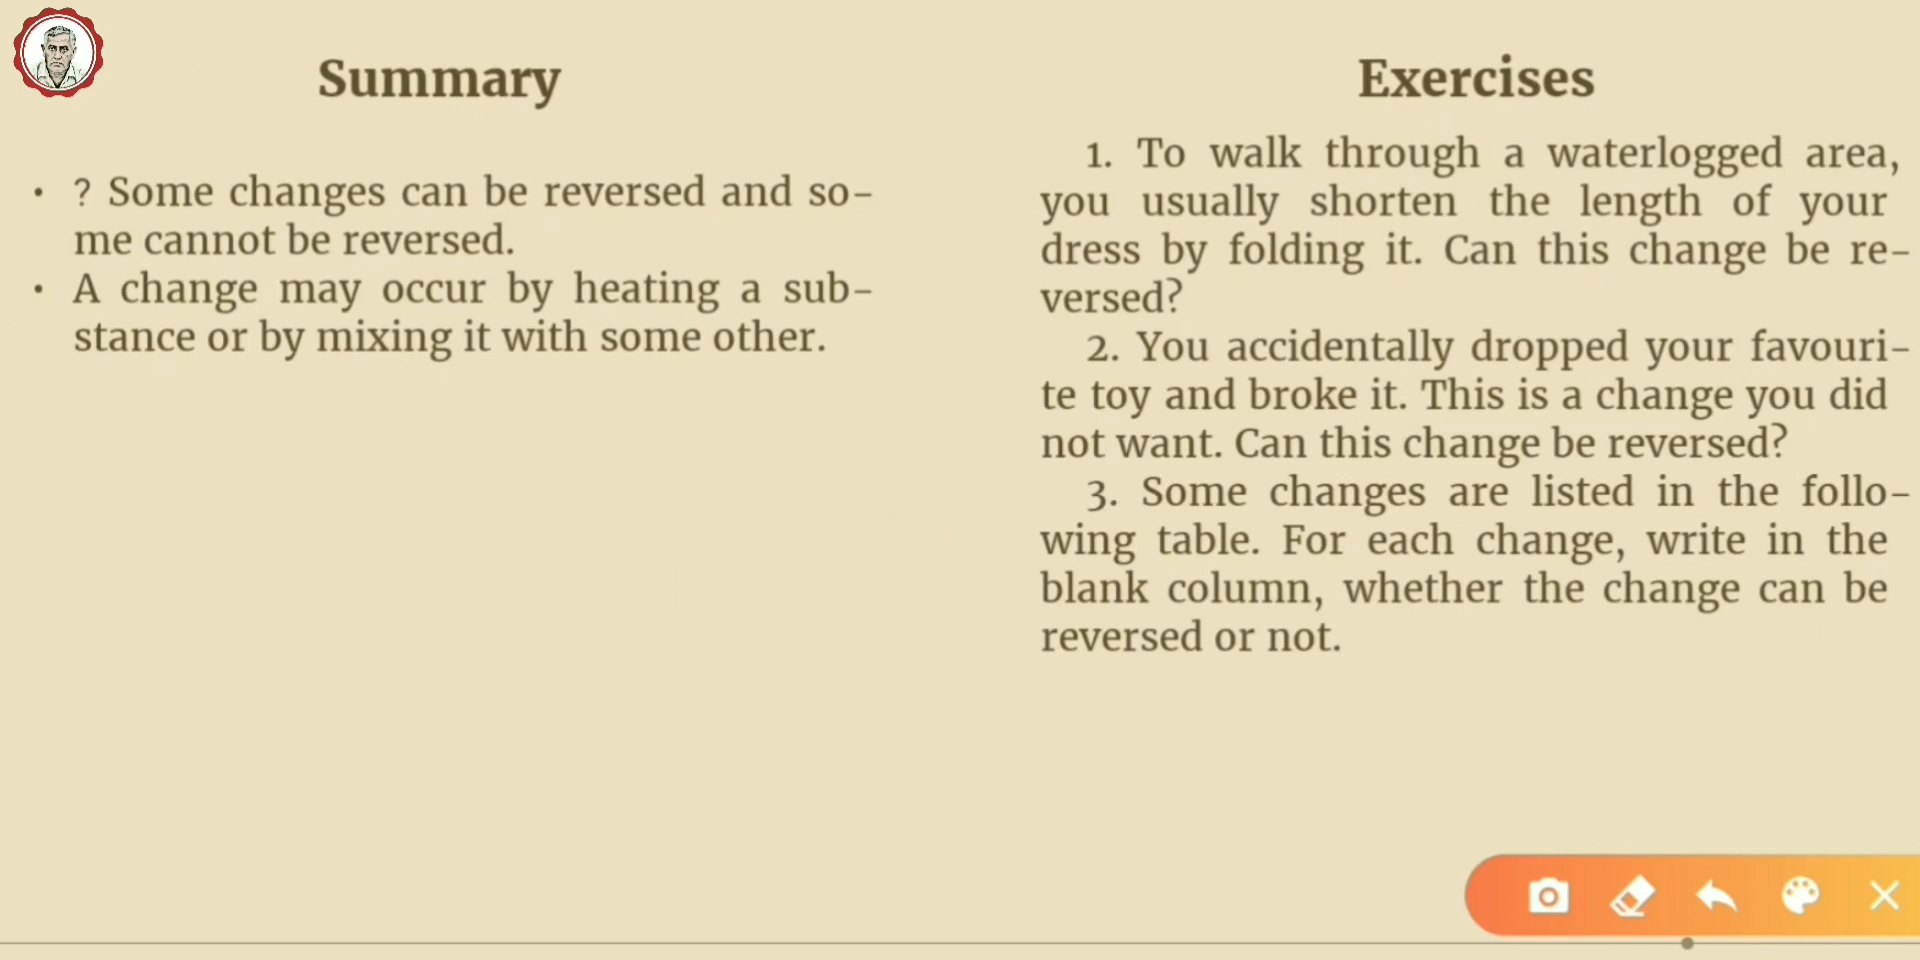 Summary
• ? Some changes can be reversed and so-
me cannot be reversed.
• A change may occur by heating a sub-
stance or by mixing it with some other.
Exercises
1. To walk through a waterlogged area,
you usually shorten the length of your
dress by folding it. Can this change be re-
versed?
2. You accidentally dropped your favouri-
te toy and broke it. This is a change you did
not want. Can this change be reversed?
3. Some changes are listed in the follo-
wing table. For each change, write in the
blank column, whether the change can be
reversed or not.